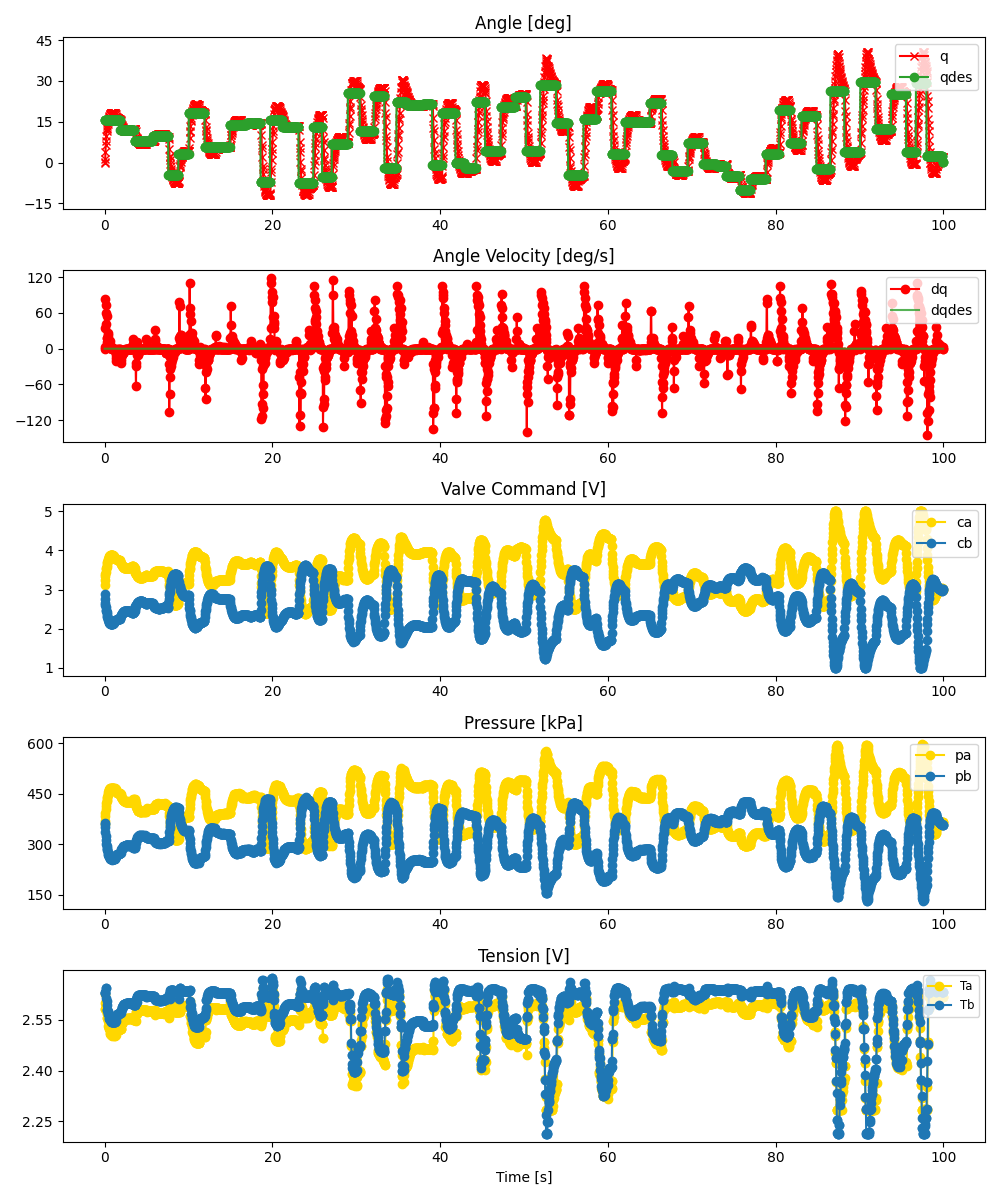 Angle [deg]
45
30
15
0
−15
q
qdes
0 20 40 60 80 100
Angle Velocity [deg/s]
120
60
0
−60
−120
dq
dqdes
0 20 40 60 80 100
Valve Command [V]
5
4
3
2
1
ca
cb
0 20 40 60 80 100
Pressure [kPa]
600
450
300
150
pa
pb
0 20 40 60 80 100
Tension [V]
2.55
2.40
2.25
Ta
Tb
0 20 40 60 80 100
Time [s]